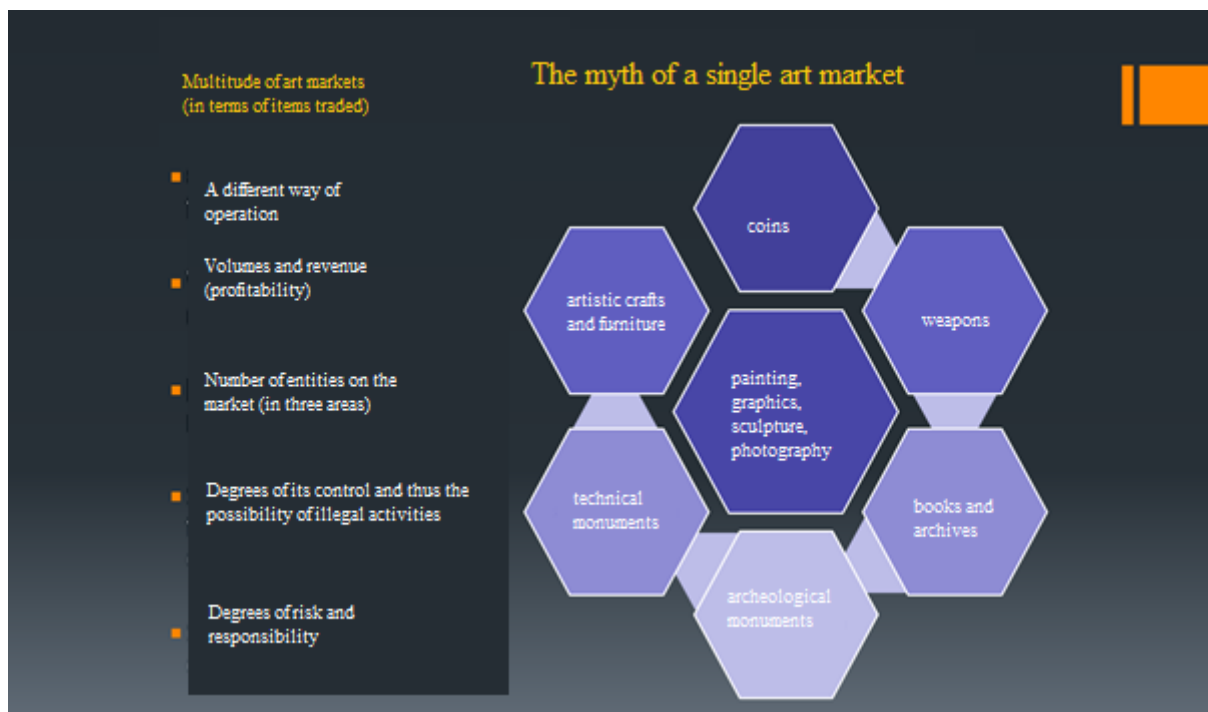 Multitude of art markets
(in terms of items traded)
The myth of a single art market
A different way of
operation
Volumes and revenue
(profitability)
Number of entities on the
market (in three areas)
Degrees of its control and thus the
possibility of illegal activities
Degrees of risk and
responsibility
coins
weapons
books and
archives
archeological
monuments
technical
monuments
artistic crafts
and furniture
painting,
graphics,
sculpture,
photography